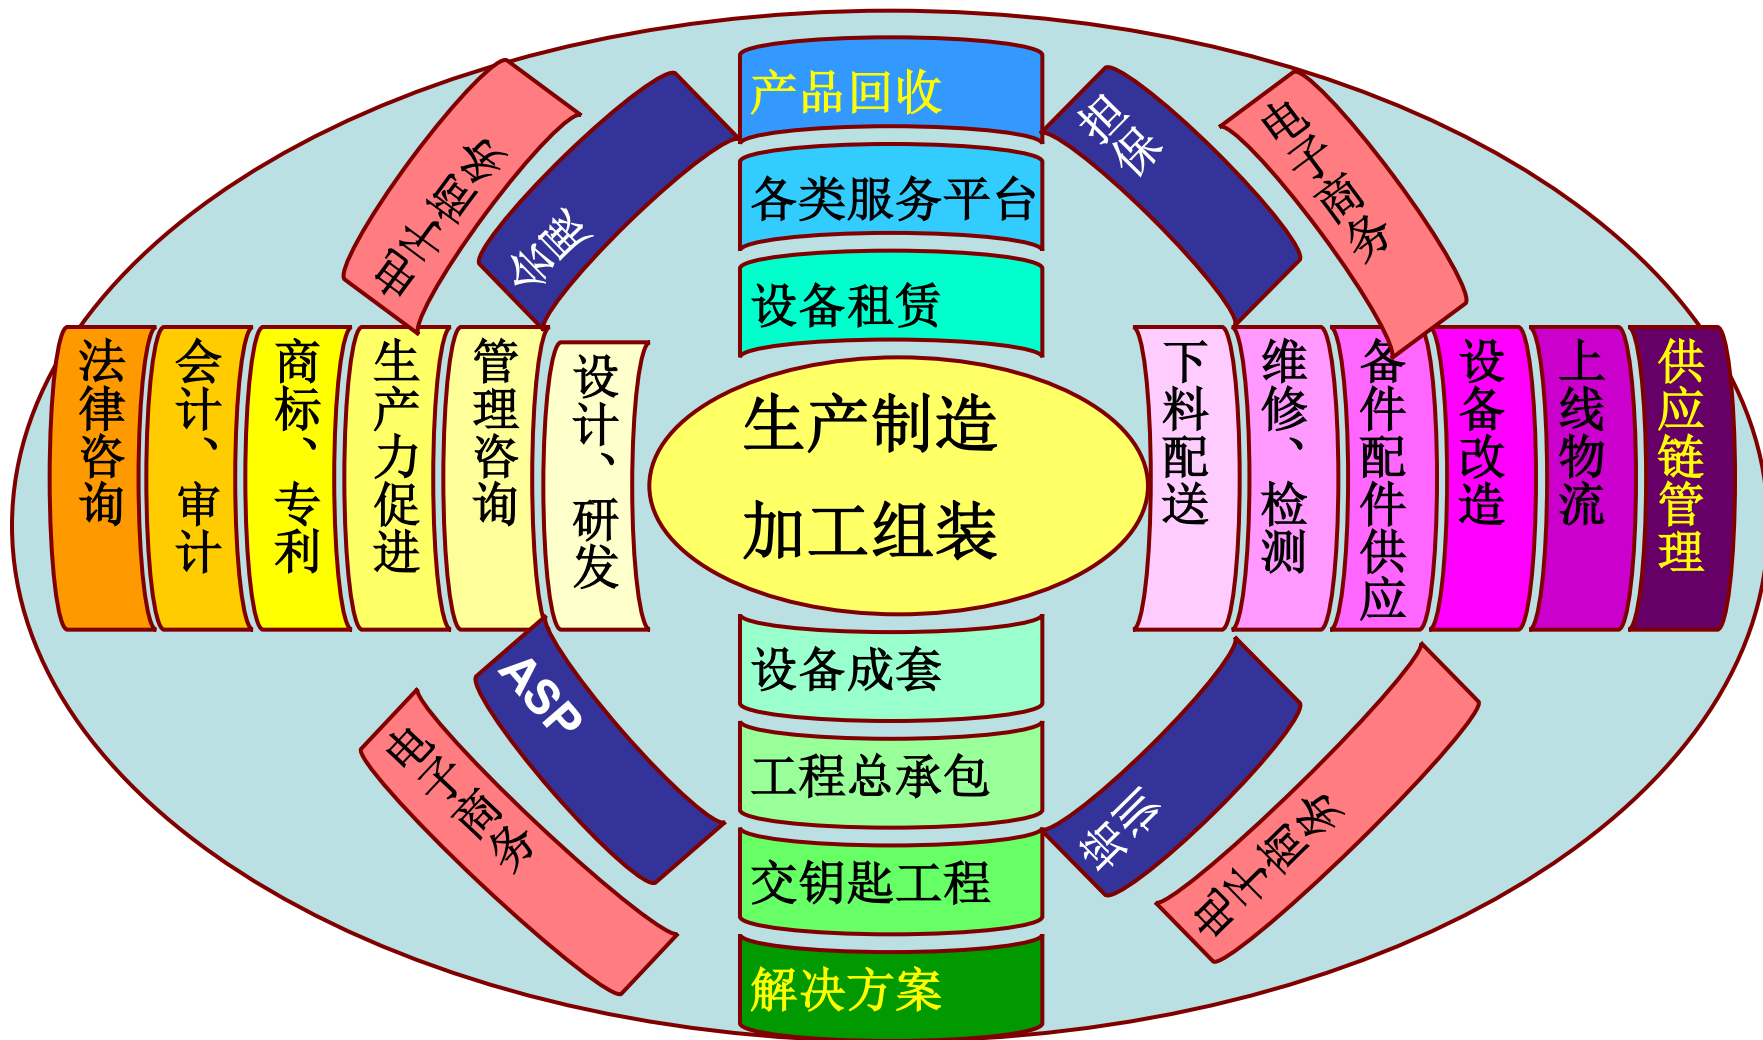 产品回收
各类服务平台
设备租赁
电子商务
金融
担保
电子商务
法律咨询
会计、审计
商标、专利
生产力促进
管理咨询
设计、研发
生产制造
加工组装
下料配送
维修、检测
备件配件供应
设备改造
上线物流
供应链管理
ASP
电子商务
培训
电子商务
设备成套
工程总承包
交钥匙工程
解决方案